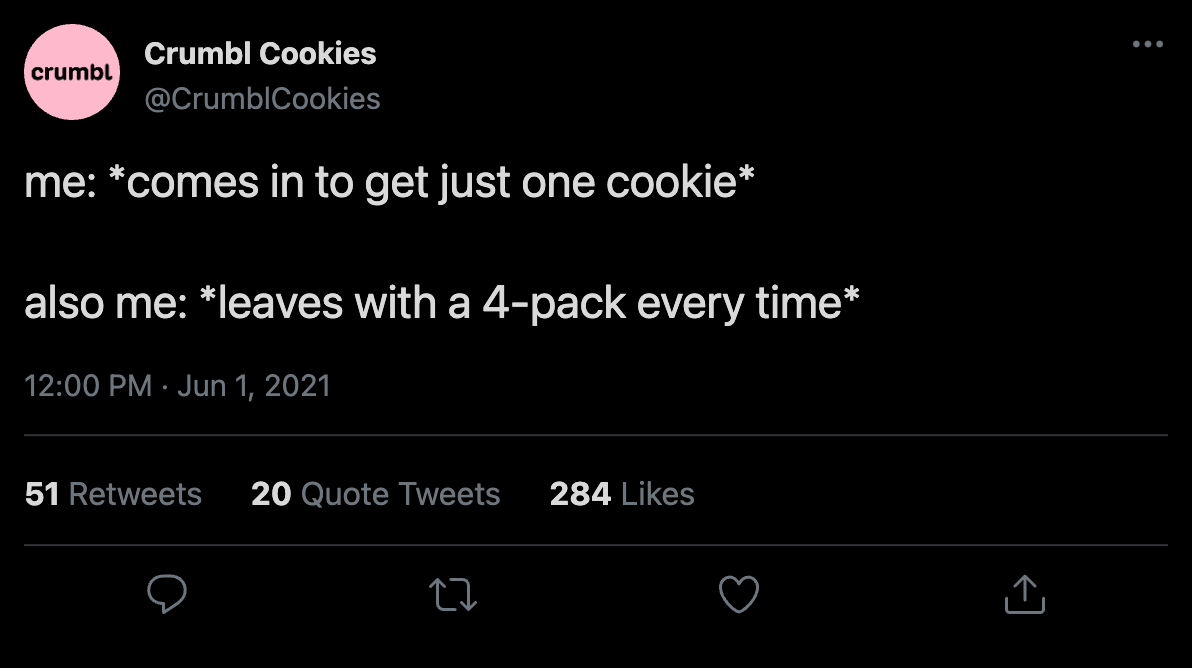 crumbl
Crumbl Cookies
@CrumblCookies
me: *comes in to get just one cookie*
also me: *leaves with a 4-pack every time*
12:00 PM · Jun 1, 2021
51 Retweets 20 Quote Tweets 284 Likes